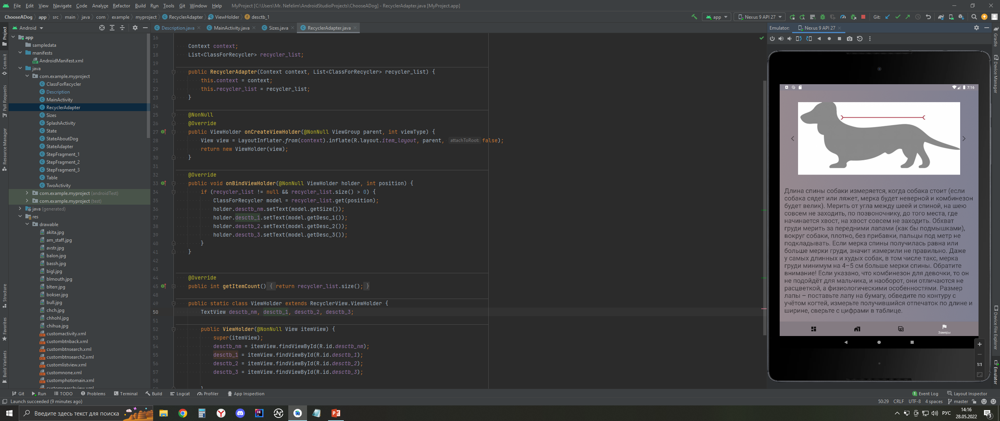 File Edit View Navigate Code Analyze Refactor Build Run Tools Git Window Help MyProject [C:\Users\Mr. Nefelim\AndroidStudioProjects\ChooseADog] - RecyclerAdapter.java [MyProject.app]
ChooseADog app src main java com example myproject RecyclerAdapter ViewHolder desctb_1 app Nexus 9 API 27 Git:
Android Description.java MainActivity.java Sizes.java RecyclerAdapter.java Emulator: Nexus 9 API 27
Project
Commit
Pull Requests
Resource Manager
Structure
Favorites
Build Variants
app
sampledata
manifests
AndroidManifest.xml
java
com.example.myproject
ClassForRecycler
Description
MainActivity
RecyclerAdapter
Sizes
SplashActivity
State
StateAboutDog
StateAdapter
StepFragment_1
StepFragment_2
StepFragment_3
Table
TwoActivity
com.example.myproject (androidTest)
com.example.myproject (test)
java (generated)
res
drawable
akita.jpg
am_staff.jpg
avstr.jpg
balon.jpg
bassh.jpg
bigl.jpg
blmouth.jpg
blterr.jpg
bokser.jpg
bull.jpg
chch.jpg
chhohl.jpg
chihua.jpg
customactivity.xml
custombtnback.xml
custombtnsearch.xml
custombtnsearch2.xml
customlistview.xml
customnone.xml
customphotomain.xml
customsearchview.xml
16
17 Context context;
18 List<ClassForRecycler> recycler_list;
19
20 public RecyclerAdapter(Context context, List<ClassForRecycler> recycler_list) {
21 this.context = context;
22 this.recycler_list = recycler_list;
23 }
24
25 @NonNull
26 @Override
27 public ViewHolder onCreateViewHolder(@NonNull ViewGroup parent, int viewType) {
28 View view = LayoutInflater.from(context).inflate(R.layout.item_layout, parent, attachToRoot: false);
29 return new ViewHolder(view);
30 }
31
32 @Override
33 public void onBindViewHolder(@NonNull ViewHolder holder, int position) {
34 if (recycler_list != null && recycler_list.size() > 0) {
35 ClassForRecycler model = recycler_list.get(position);
36 holder.desctb_nm.setText(model.getSize());
37 holder.desctb_1.setText(model.getDesc_1());
38 holder.desctb_2.setText(model.getDesc_2());
39 holder.desctb_3.setText(model.getDesc_3());
40 }
41 }
42
43
44 @Override
45 public int getItemCount() { return recycler_list.size(); }
48
49 public static class ViewHolder extends RecyclerView.ViewHolder {
50 TextView desctb_nm, desctb_1, desctb_2, desctb_3;
51
52 public ViewHolder(@NonNull View itemView) {
53 super(itemView);
54 desctb_nm = itemView.findViewById(R.id.desctb_nm);
55 desctb_1 = itemView.findViewById(R.id.desctb_1);
56 desctb_2 = itemView.findViewById(R.id.desctb_2);
57 desctb_3 = itemView.findViewById(R.id.desctb_3);
58
7:16
Длина спины собаки измеряется, когда собака стоит (если
собака сядет или ляжет, мерка будет неверной и комбинезон
будет велик). Мерить от угла между шеей и спиной, на шею
совсем не заходить, по позвоночнику, до того места, где
начинается хвост, на хвост совсем не заходить. Обхват
груди мерить за передними лапами (как бы подмышками),
вокруг собаки, плотно, без прибавки, пальцы под метр не
подкладывать. Если мерка спины получилась равна или
больше мерки груди, значит измерили не правильно. Даже
у самых длинных и худых собак, в том числе такс, мерка
груди минимум на 4–5 см больше мерки спины. Обратите
внимание! Если указано, что комбинезон для девочки, то он
не подойдёт для мальчика, и наоборот, они отличаются не
расцветкой, а физиологическими особенностями. Размер
лапы – поставьте лапу на бумагу, обведите по контуру с
учётом когтей, измерьте получившийся отпечаток по длине и
ширине, сверьте с цифрами в таблице.
Замеры
1:1
Gradle
Device Manager
Device File Explorer
Emulator
Git Run TODO Problems Terminal Build Logcat Profiler App Inspection 1 Event Log Layout Inspector
Launch succeeded (9 minutes ago) 50:29 CRLF UTF-8 4 spaces master
Введите здесь текст для поиска РУС 14:16
28.05.2022
3